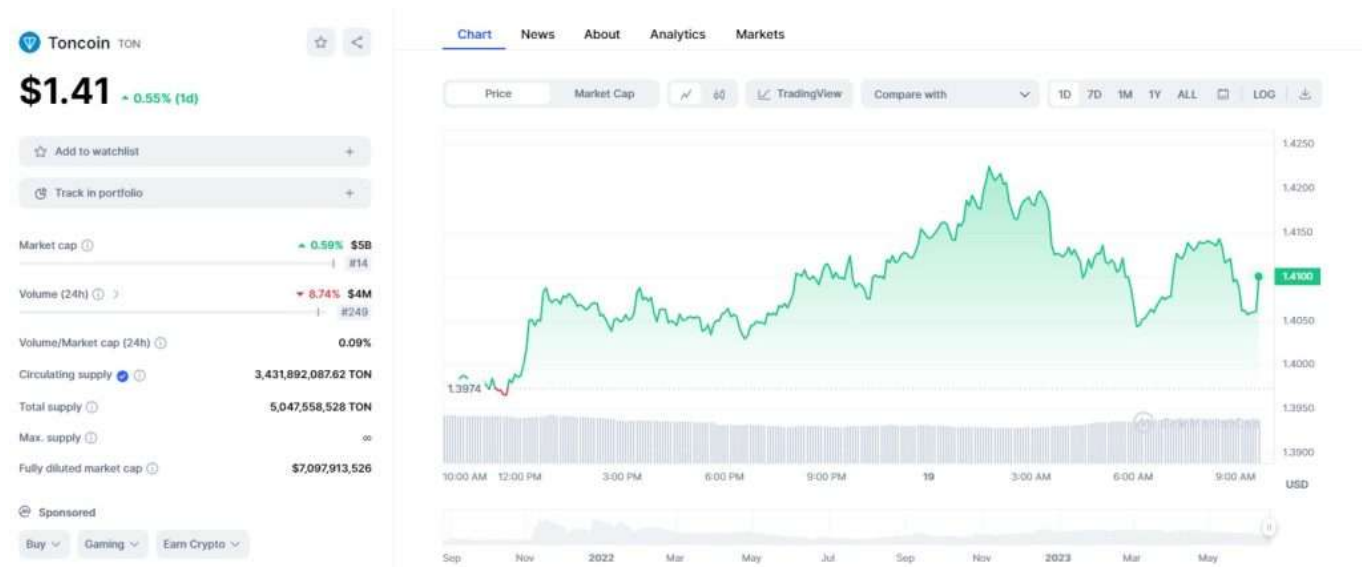 Toncoin TON
$1.41 0.55% (1d)
Add to watchlist +
Track in portfolio +
Market cap 0.59% $5B
#14
Volume (24h) > 8.74% $4M
#249
Volume/Market cap (24h) 0.09%
Circulating supply 3,431,892,087.62 TON
Total supply 5,047,558,528 TON
Max. supply ∞
Fully diluted market cap $7,097,913,526
Sponsored
Buy Gaming Earn Crypto
Chart News About Analytics Markets
Price Market Cap TradingView Compare with 1D 7D 1M 1Y ALL LOG
1.4250
1.4200
1.4150
1.4100
1.4050
1.4000
1.3974
1.3950
CoinMarketCap
1.3900
10:00 AM 12:00 PM 3:00 PM 6:00 PM 9:00 PM 19 3:00 AM 6:00 AM 9:00 AM
USD
Sep Nov 2022 Mar May Jul Sep Nov 2023 Mar May